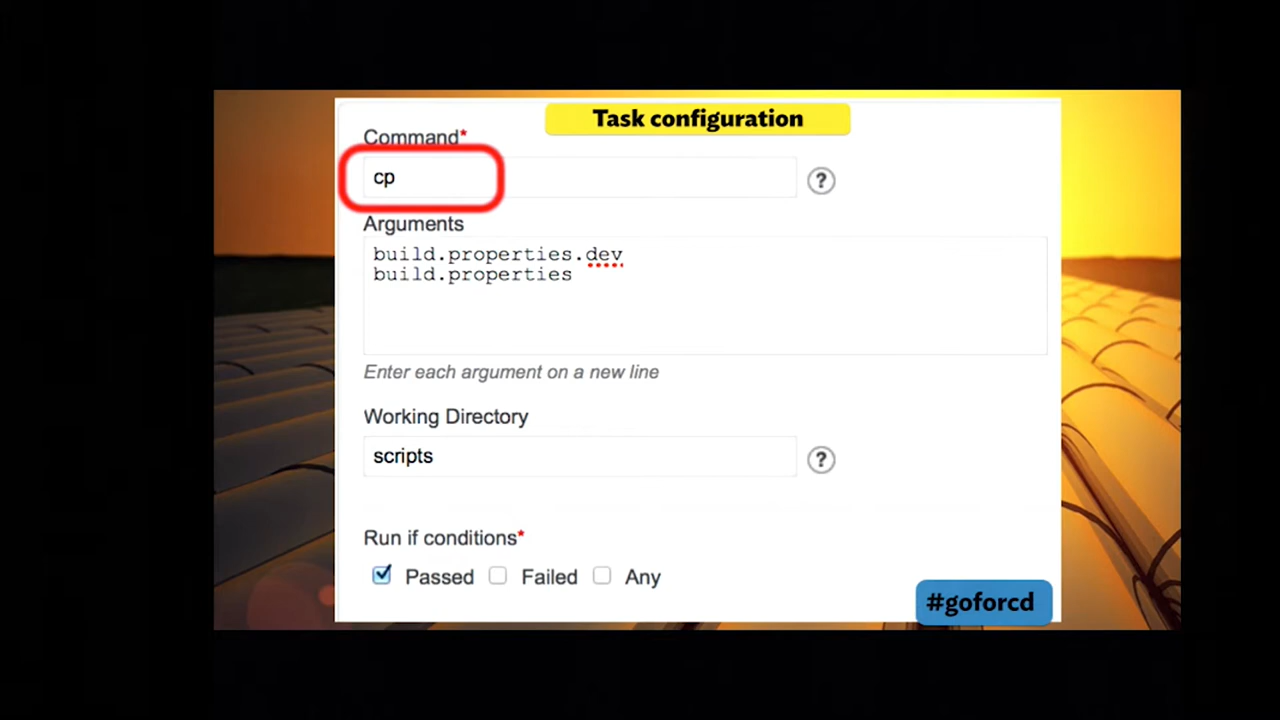 Task configuration
Command*
cp
?
Arguments
build.properties.dev
build.properties
Enter each argument on a new line
Working Directory
scripts
?
Run if conditions*
Passed Failed Any
#goforcd